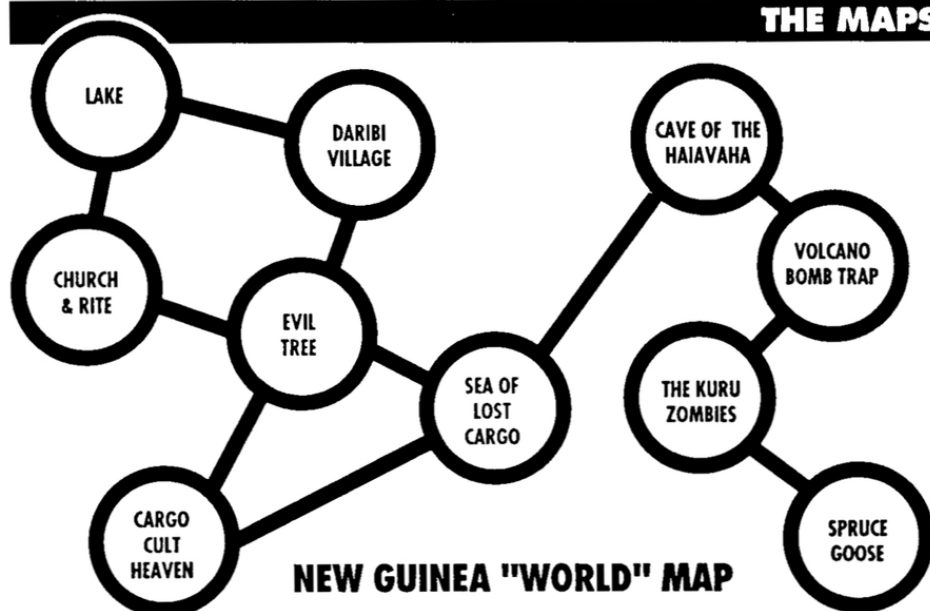 THE MAPS
LAKE
DARIBI
VILLAGE
CAVE OF THE
HAIAVAHA
CHURCH
& RITE
EVIL
TREE
VOLCANO
BOMB TRAP
SEA OF
LOST
CARGO
THE KURU
ZOMBIES
CARGO
CULT
HEAVEN
SPRUCE
GOOSE
NEW GUINEA "WORLD" MAP